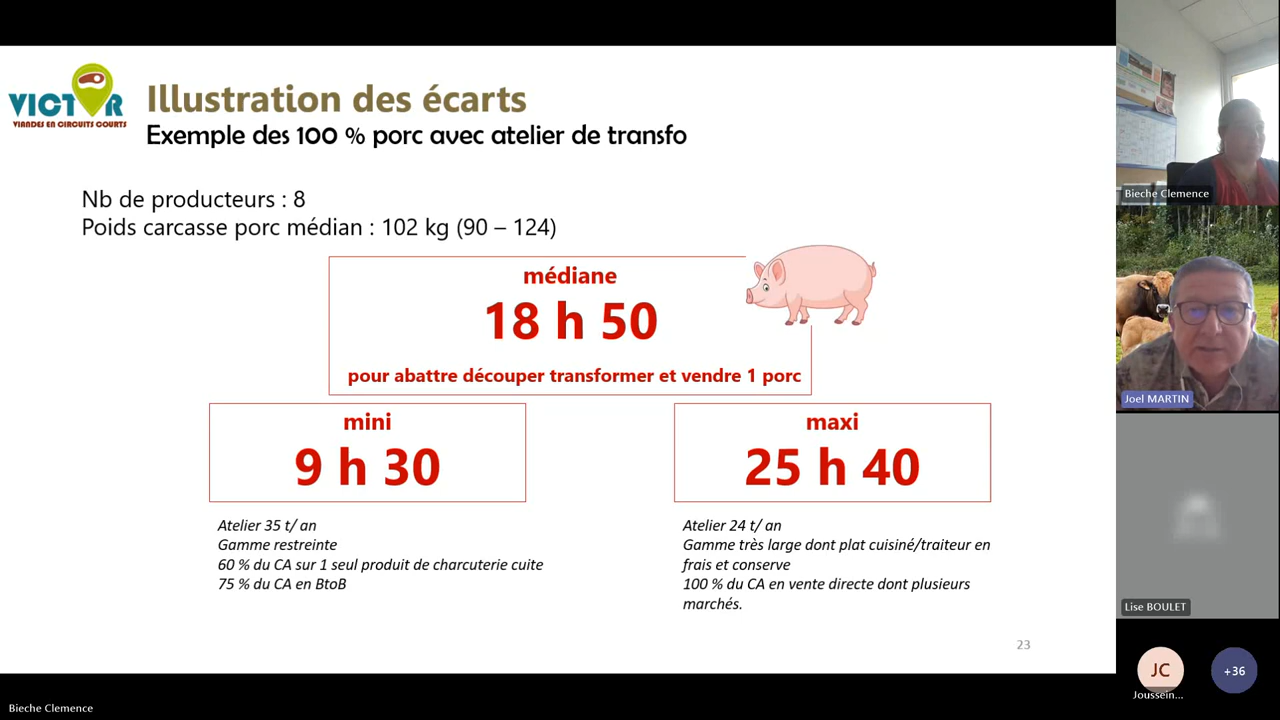 VICTOR
VIANDES EN CIRCUITS COURTS
Illustration des écarts
Exemple des 100 % porc avec atelier de transfo
Nb de producteurs : 8
Poids carcasse porc médian : 102 kg (90 – 124)
médiane
18 h 50
pour abattre découper transformer et vendre 1 porc
mini
9 h 30
Atelier 35 t/ an
Gamme restreinte
60 % du CA sur 1 seul produit de charcuterie cuite
75 % du CA en BtoB
maxi
25 h 40
Atelier 24 t/ an
Gamme très large dont plat cuisiné/traiteur en
frais et conserve
100 % du CA en vente directe dont plusieurs
marchés.
23
Bieche Clemence
Joel MARTIN
Lise BOULET
JC
Joussein...
+36
Bieche Clemence